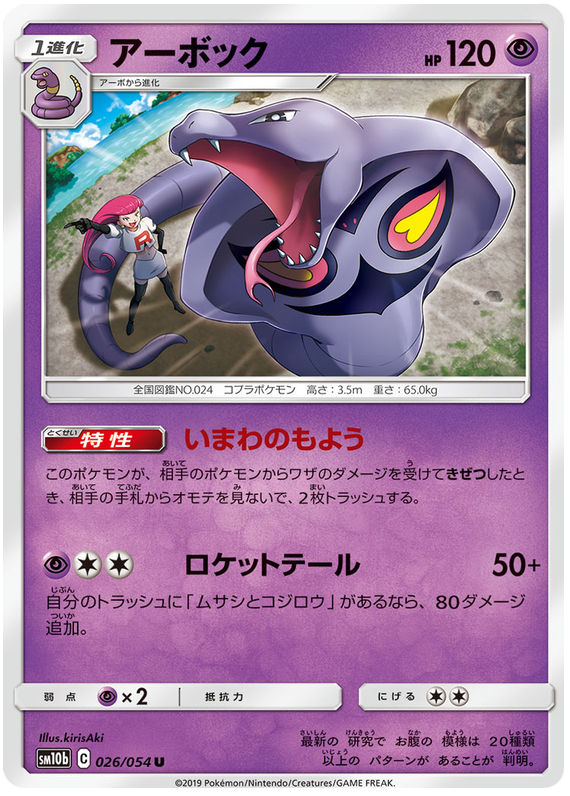 1進化
アーボック
HP 120
アーボから進化
R
全国図鑑NO.024 コブラポケモン 高さ：3.5m 重さ：65.0kg
とくせい
特性 いまわのもよう
このポケモンが、相手のポケモンからワザのダメージを受けてきぜつしたと
き、相手の手札からオモテを見ないで、2枚トラッシュする。
ロケットテール 50+
自分のトラッシュに「ムサシとコジロウ」があるなら、80ダメージ
追加。
弱点 ×2 抵抗力 にげる
Illus.kirisAki
SM10b C 026/054 U
最新の 研究で お腹の 模様は 20種類
以上の パターンが あることが 判明。
©2019 Pokémon/Nintendo/Creatures/GAME FREAK.